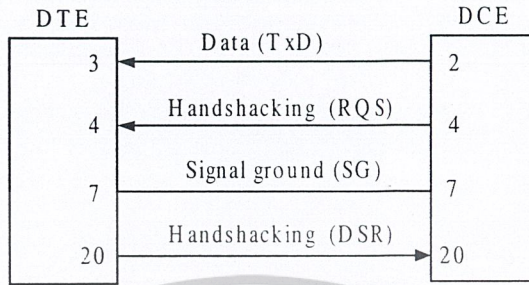 DTE DCE
Data (TxD)
3 2
Handshacking (RQS)
4 4
Signal ground (SG)
7 7
Handshacking (DSR)
20 20